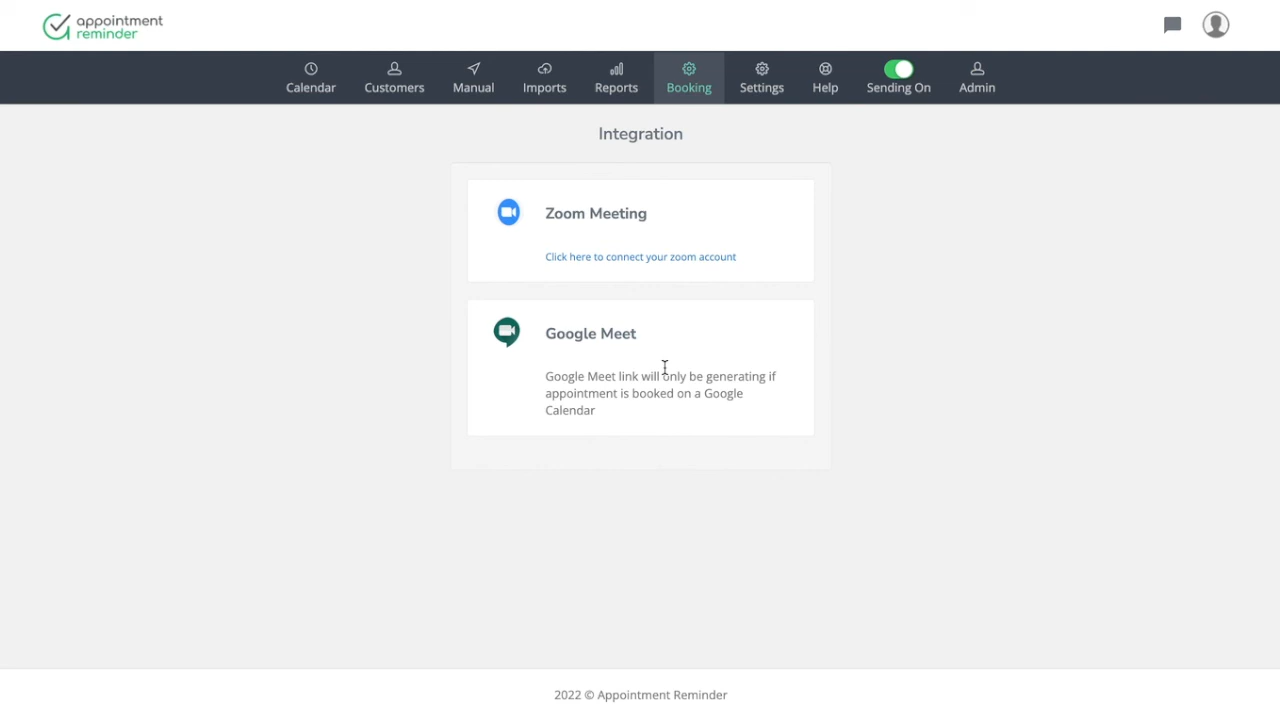 appointment
reminder
Calendar
Customers
Manual
Imports
Reports
Booking
Settings
Help
Sending On
Admin
Integration
Zoom Meeting
Click here to connect your zoom account
Google Meet
Google Meet link will only be generating if
appointment is booked on a Google
Calendar
2022 © Appointment Reminder